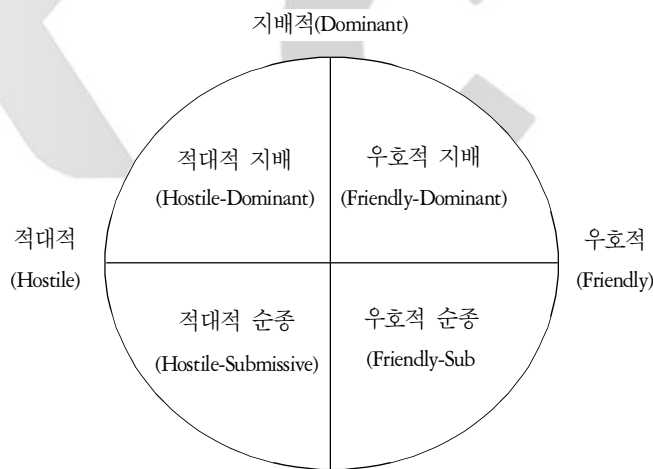 지배적(Dominant)
적대적 지배
(Hostile-Dominant)
우호적 지배
(Friendly-Dominant)
적대적
(Hostile)
우호적
(Friendly)
적대적 순종
(Hostile-Submissive)
우호적 순종
(Friendly-Sub